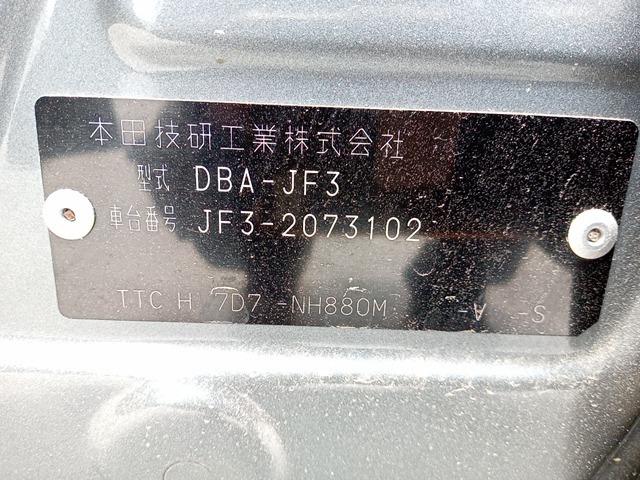 本田技研工業株式会社
型式 DBA-JF3
車台番号 JF3-2073102
TTC H 7D7 -NH880M -A -S